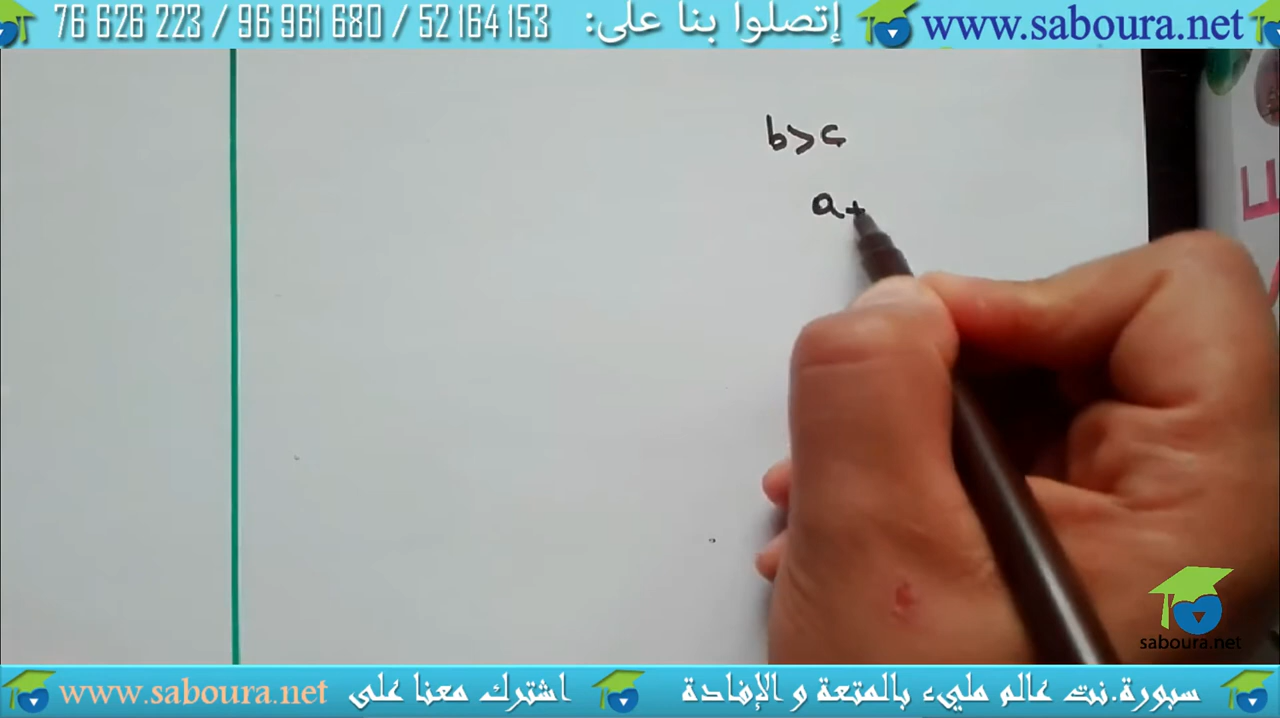 76 626 223 / 96 961 680 / 52 164 153 إتصلوا بنا على: www.saboura.net
b>c
a+
saboura.net
www.saboura.net اشترك معنا على سبورة.نت عالم مليء بالمتعة و الإفادة